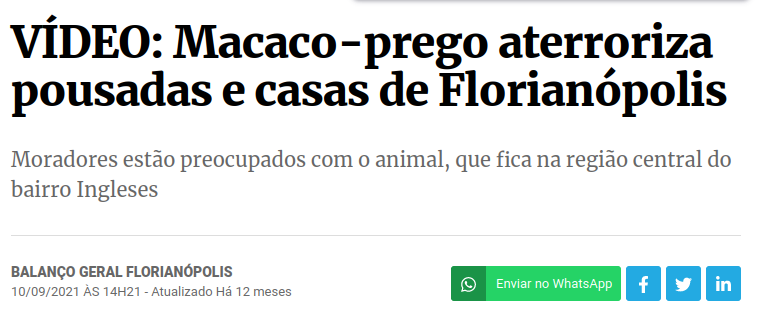 VÍDEO: Macaco-prego aterroriza
pousadas e casas de Florianópolis
Moradores estão preocupados com o animal, que fica na região central do
bairro Ingleses
BALANÇO GERAL FLORIANÓPOLIS
10/09/2021 ÀS 14H21 - Atualizado Há 12 meses
Enviar no WhatsApp